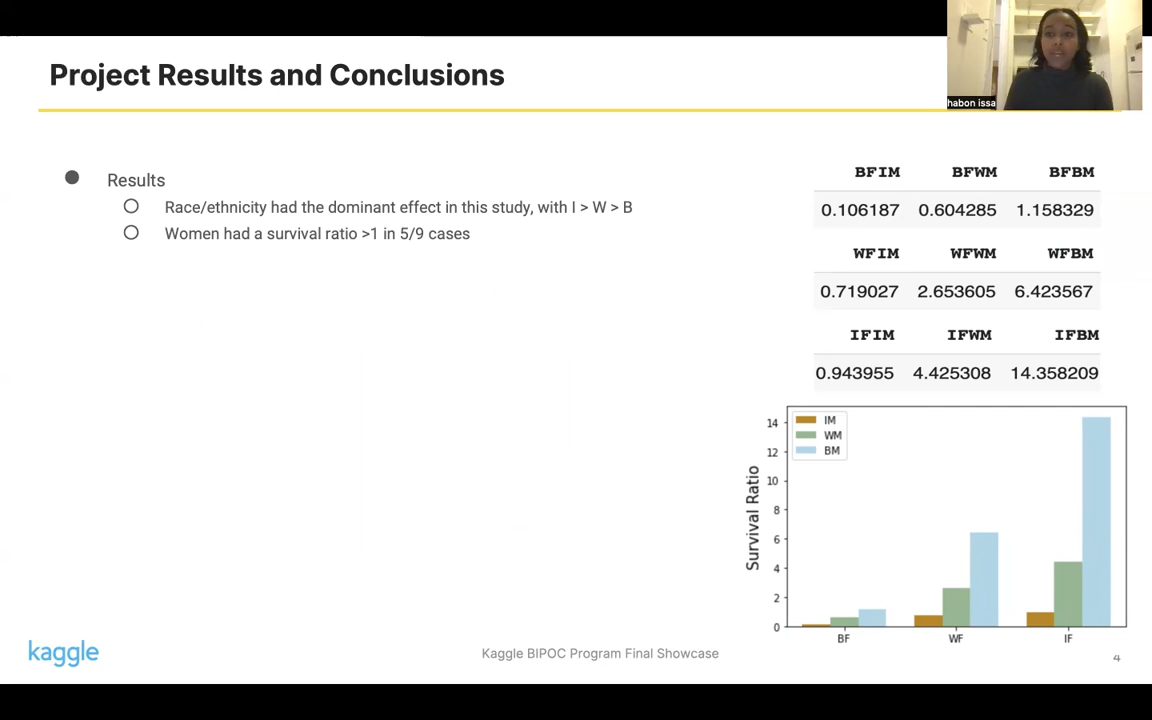 habon issa
Project Results and Conclusions
Results
Race/ethnicity had the dominant effect in this study, with I > W > B
Women had a survival ratio >1 in 5/9 cases
BFIM BFWM BFBM
0.106187 0.604285 1.158329
WFIM WFWM WFBM
0.719027 2.653605 6.423567
IFIM IFWM IFBM
0.943955 4.425308 14.358209
IM
WM
BM
Survival Ratio
14
12
10
8
6
4
2
0
BF WF IF
kaggle
Kaggle BIPOC Program Final Showcase
4